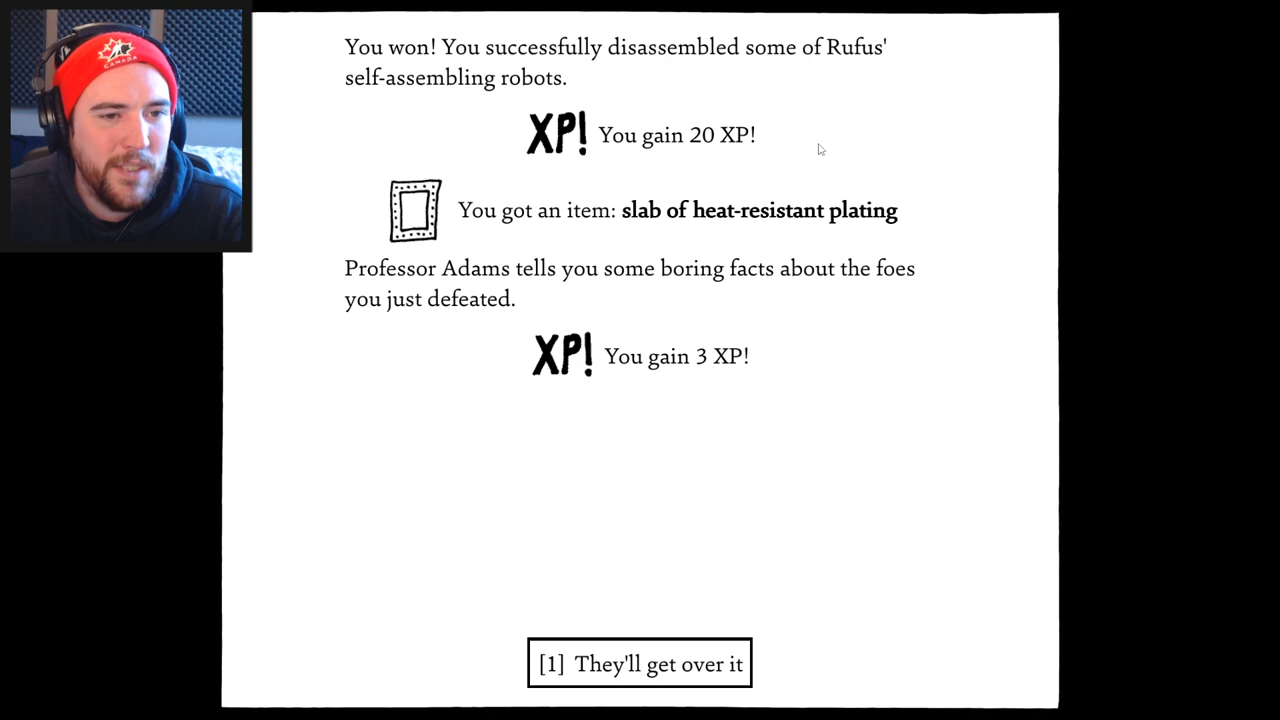 CANADA
You won! You successfully disassembled some of Rufus'
self-assembling robots.
XP! You gain 20 XP!
You got an item: slab of heat-resistant plating
Professor Adams tells you some boring facts about the foes
you just defeated.
XP! You gain 3 XP!
[1] They'll get over it